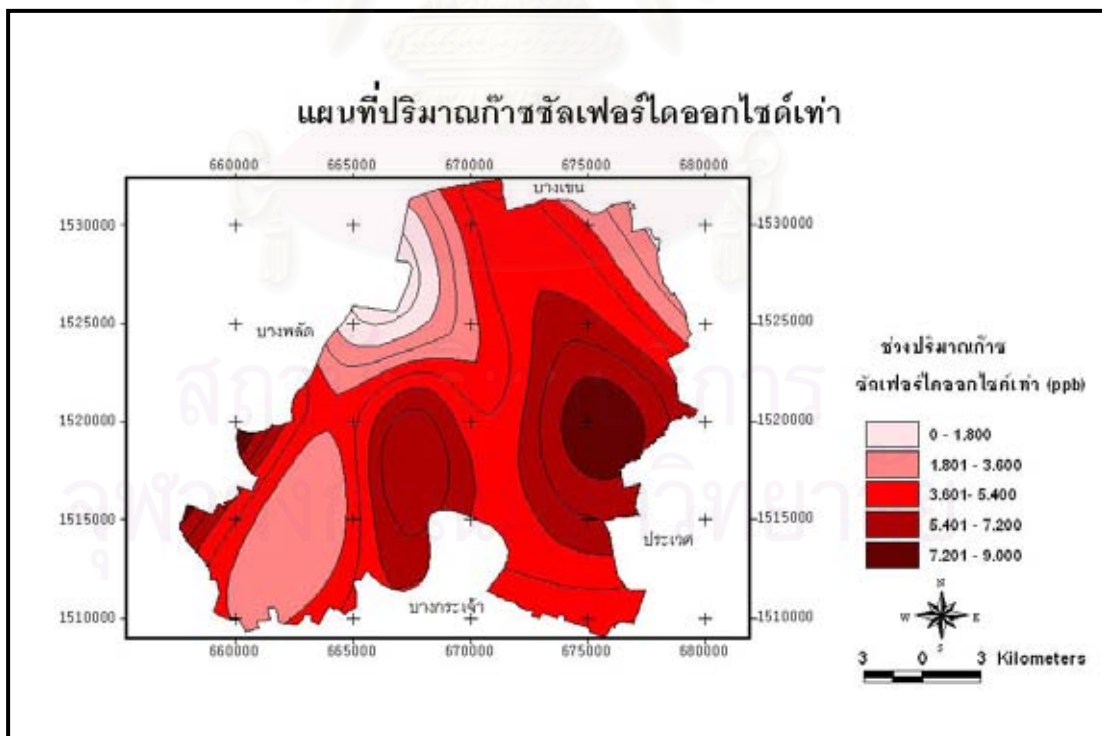 แผนที่ปริมาณก๊าซซัลเฟอร์ไดออกไซด์เท่า
660000 665000 670000 675000 680000
บางเขน
1530000 1530000
1525000 1525000
บางพลัด
1520000 1520000
1515000 1515000
ประเวศ
บางกระเจ้า
1510000 1510000
660000 665000 670000 675000 680000
ช่วงปริมาณก๊าซ
ซัลเฟอร์ไดออกไซด์เท่า (ppb)
0 - 1.800
1.801 - 3.600
3.601- 5.400
5.401 - 7.200
7.201 - 9.000
N
W E
S
3 0 3 Kilometers